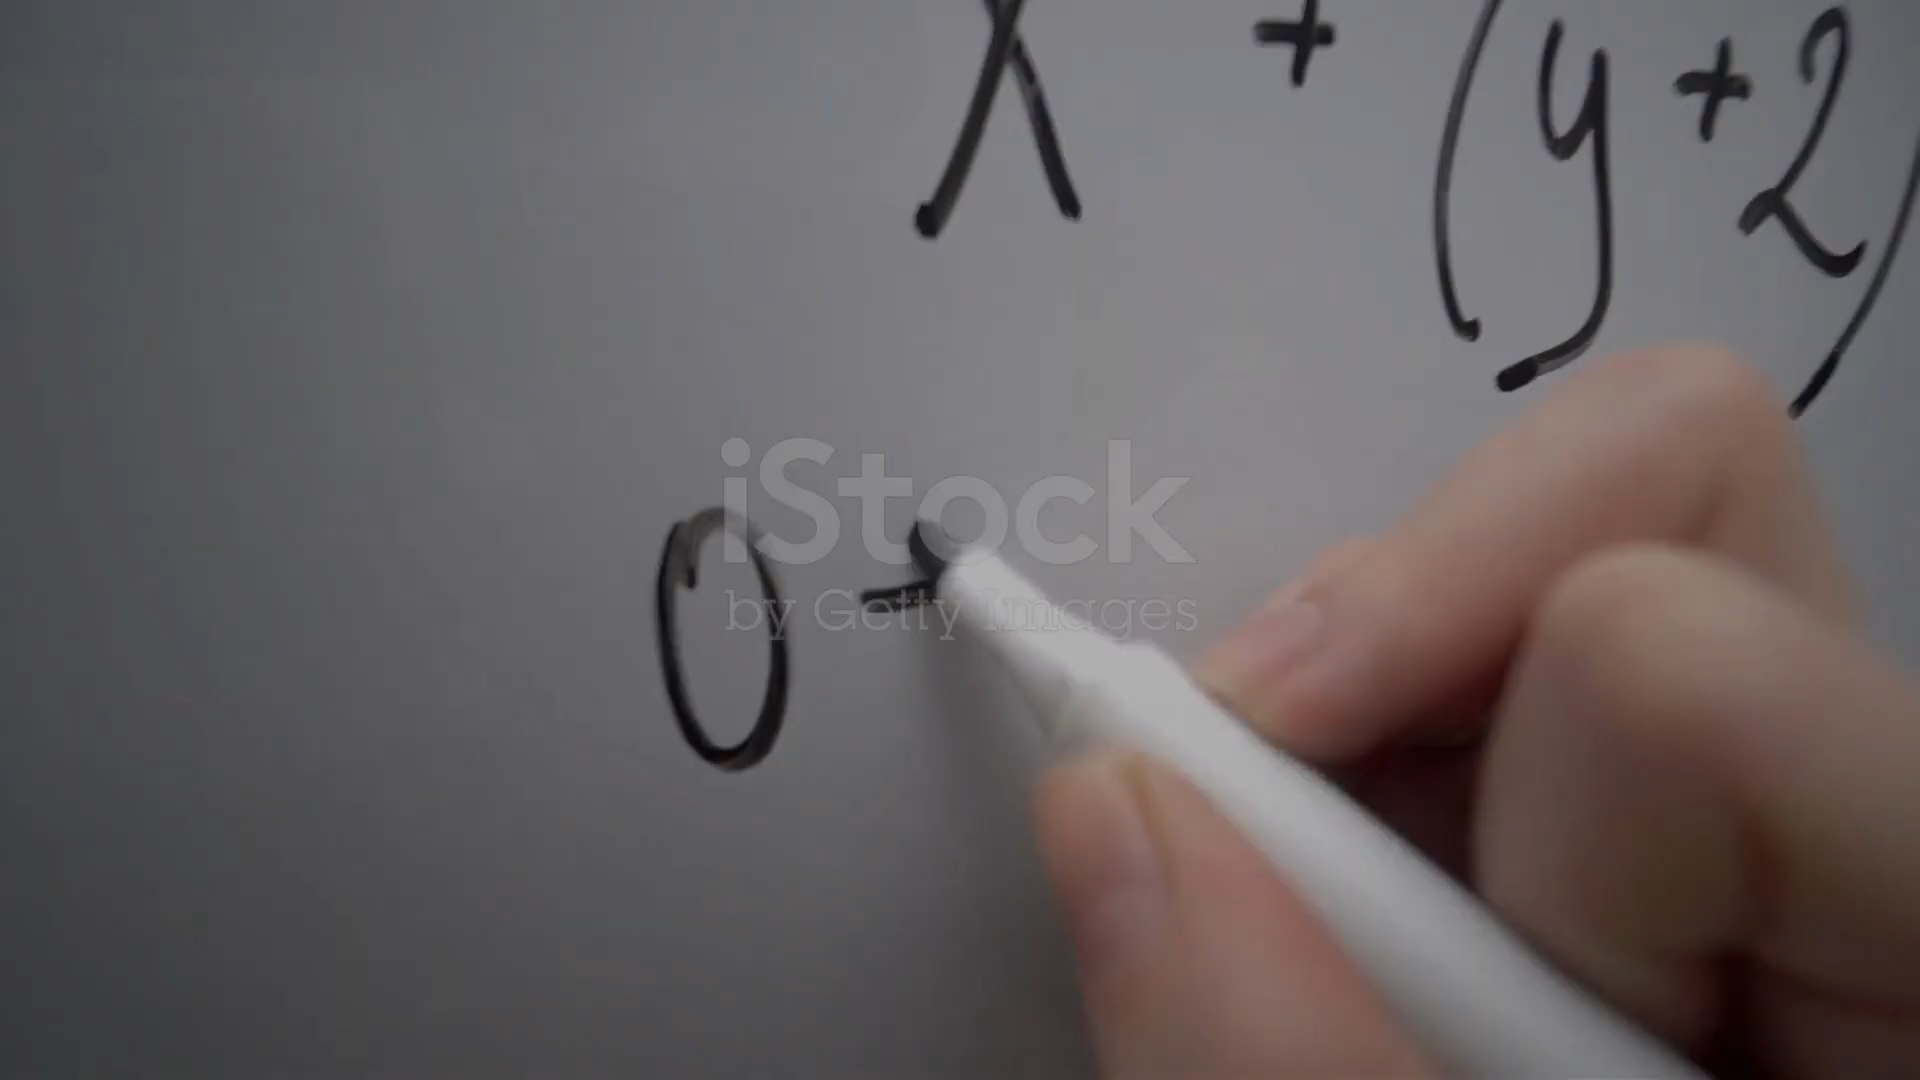 x + (y + 2)
iStock
by Getty Images
0 +